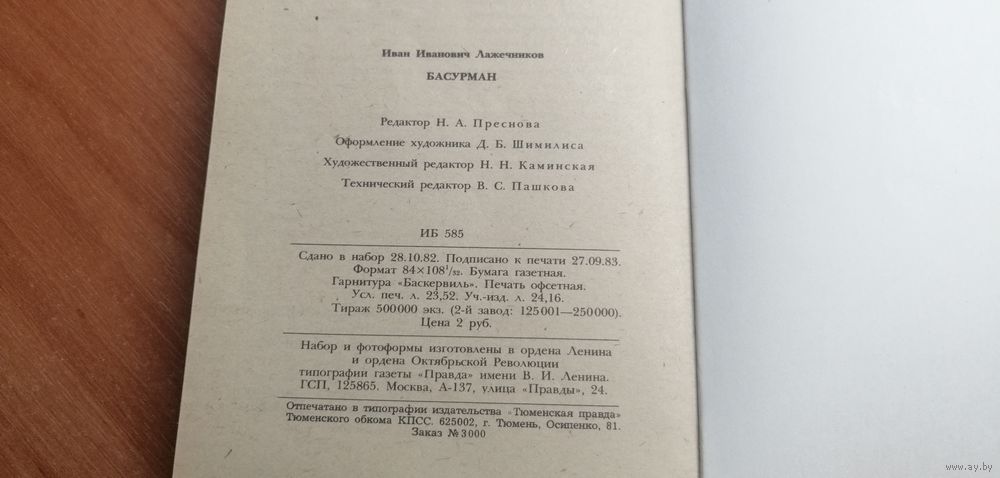 Иван Иванович Лажечников
БАСУРМАН
Редактор Н. А. Преснова
Оформление художника Д. Б. Шимилиса
Художественный редактор Н. Н. Каминская
Технический редактор В. С. Пашкова
ИБ 585
Сдано в набор 28.10.82. Подписано к печати 27.09.83.
Формат 84×108¹/₃₂. Бумага газетная.
Гарнитура «Баскервиль». Печать офсетная.
Усл. печ. л. 23,52. Уч.-изд. л. 24,16.
Тираж 500000 экз. (2-й завод: 125001—250000).
Цена 2 руб.
Набор и фотоформы изготовлены в ордена Ленина
и ордена Октябрьской Революции
типографии газеты «Правда» имени В. И. Ленина.
ГСП, 125865. Москва, А-137, улица «Правды», 24.
Отпечатано в типографии издательства «Тюменская правда»
Тюменского обкома КПСС. 625002, г. Тюмень, Осипенко, 81.
Заказ № 3000
www.ay.by